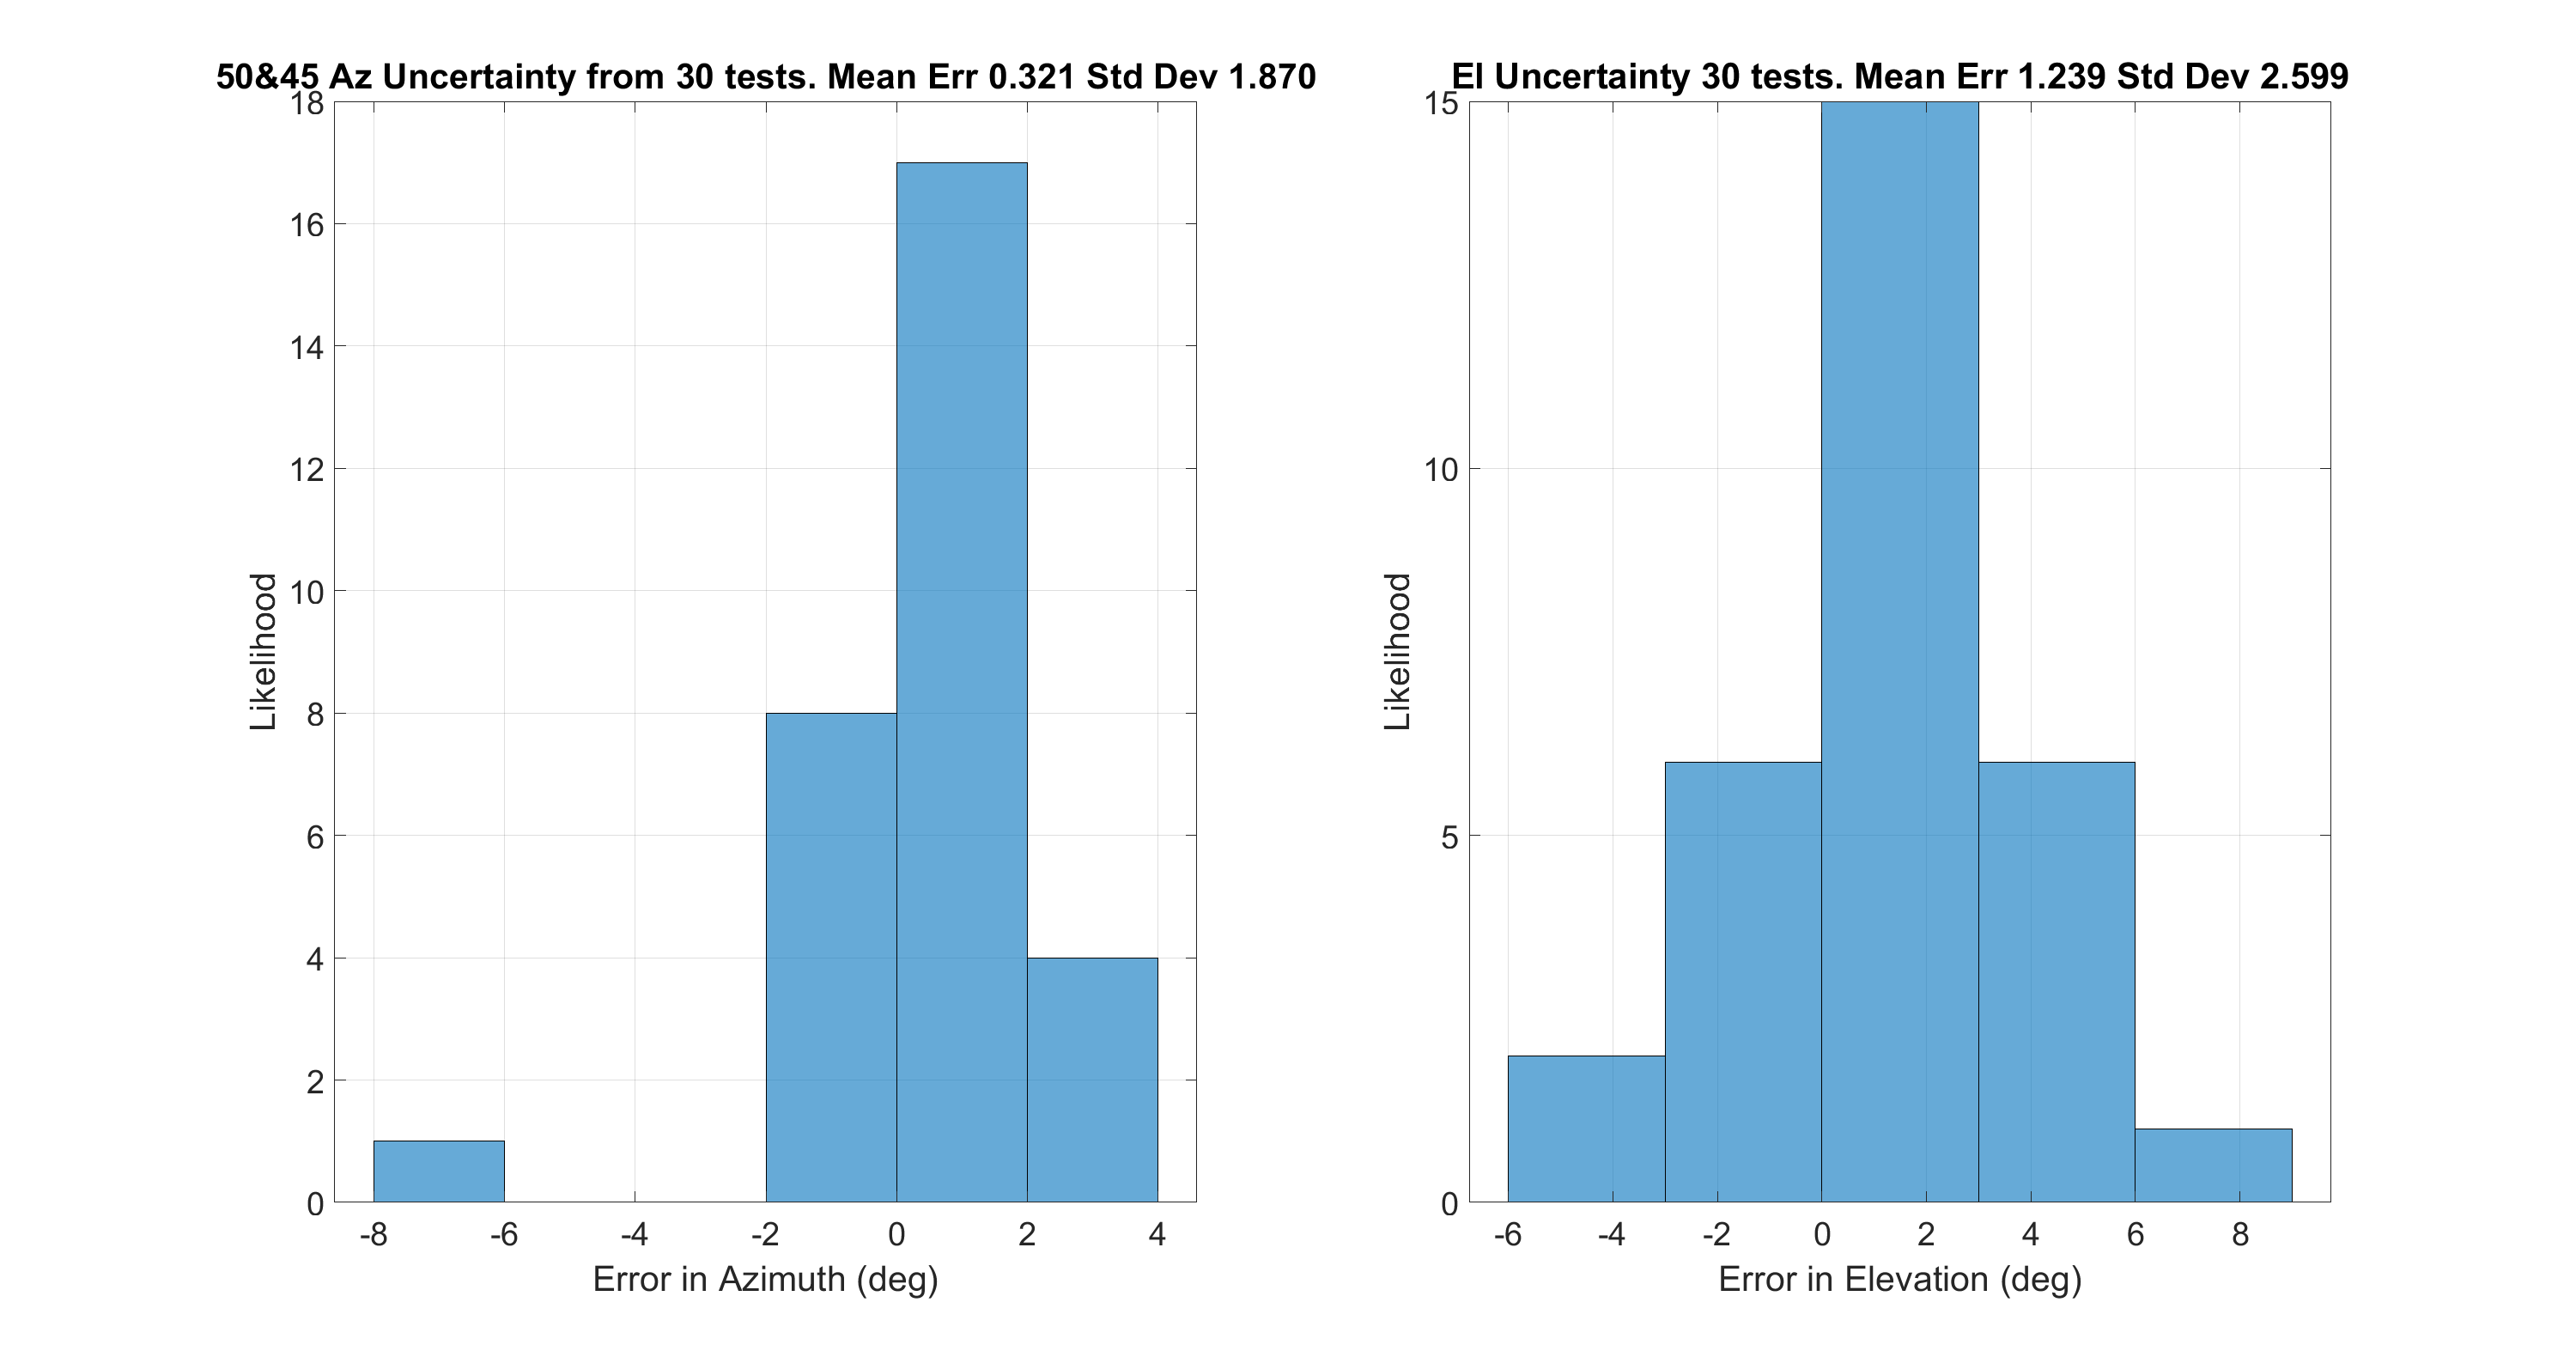 50&45 Az Uncertainty from 30 tests. Mean Err 0.321 Std Dev 1.870
18
16
14
12
10
8
6
4
2
0
Likelihood
-8 -6 -4 -2 0 2 4
Error in Azimuth (deg)
El Uncertainty 30 tests. Mean Err 1.239 Std Dev 2.599
15
10
5
0
Likelihood
-6 -4 -2 0 2 4 6 8
Error in Elevation (deg)